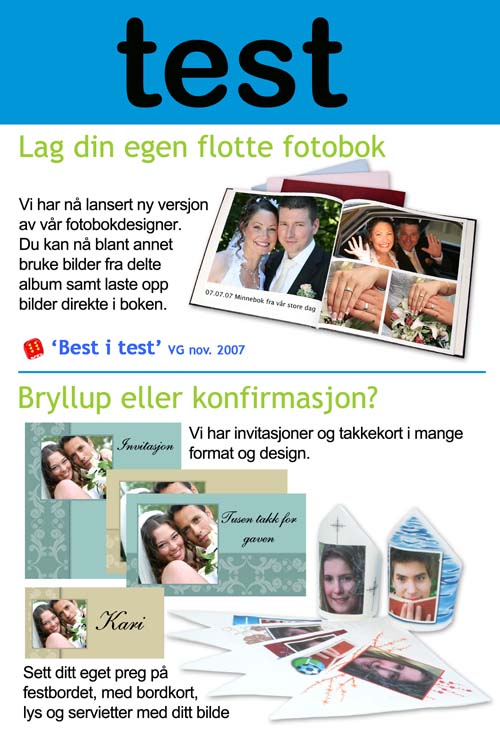 test
Lag din egen flotte fotobok
Vi har nå lansert ny versjon
av vår fotobokdesigner.
Du kan nå blant annet
bruke bilder fra delte
album samt laste opp
bilder direkte i boken.
07.07.07 Minnebok fra vår store dag
'Best i test' VG nov. 2007
Bryllup eller konfirmasjon?
Vi har invitasjoner og takkekort i mange
format og design.
Invitasjon
Tusen takk for
gaven
Kari
Sett ditt eget preg på
festbordet, med bordkort,
lys og servietter med ditt bilde